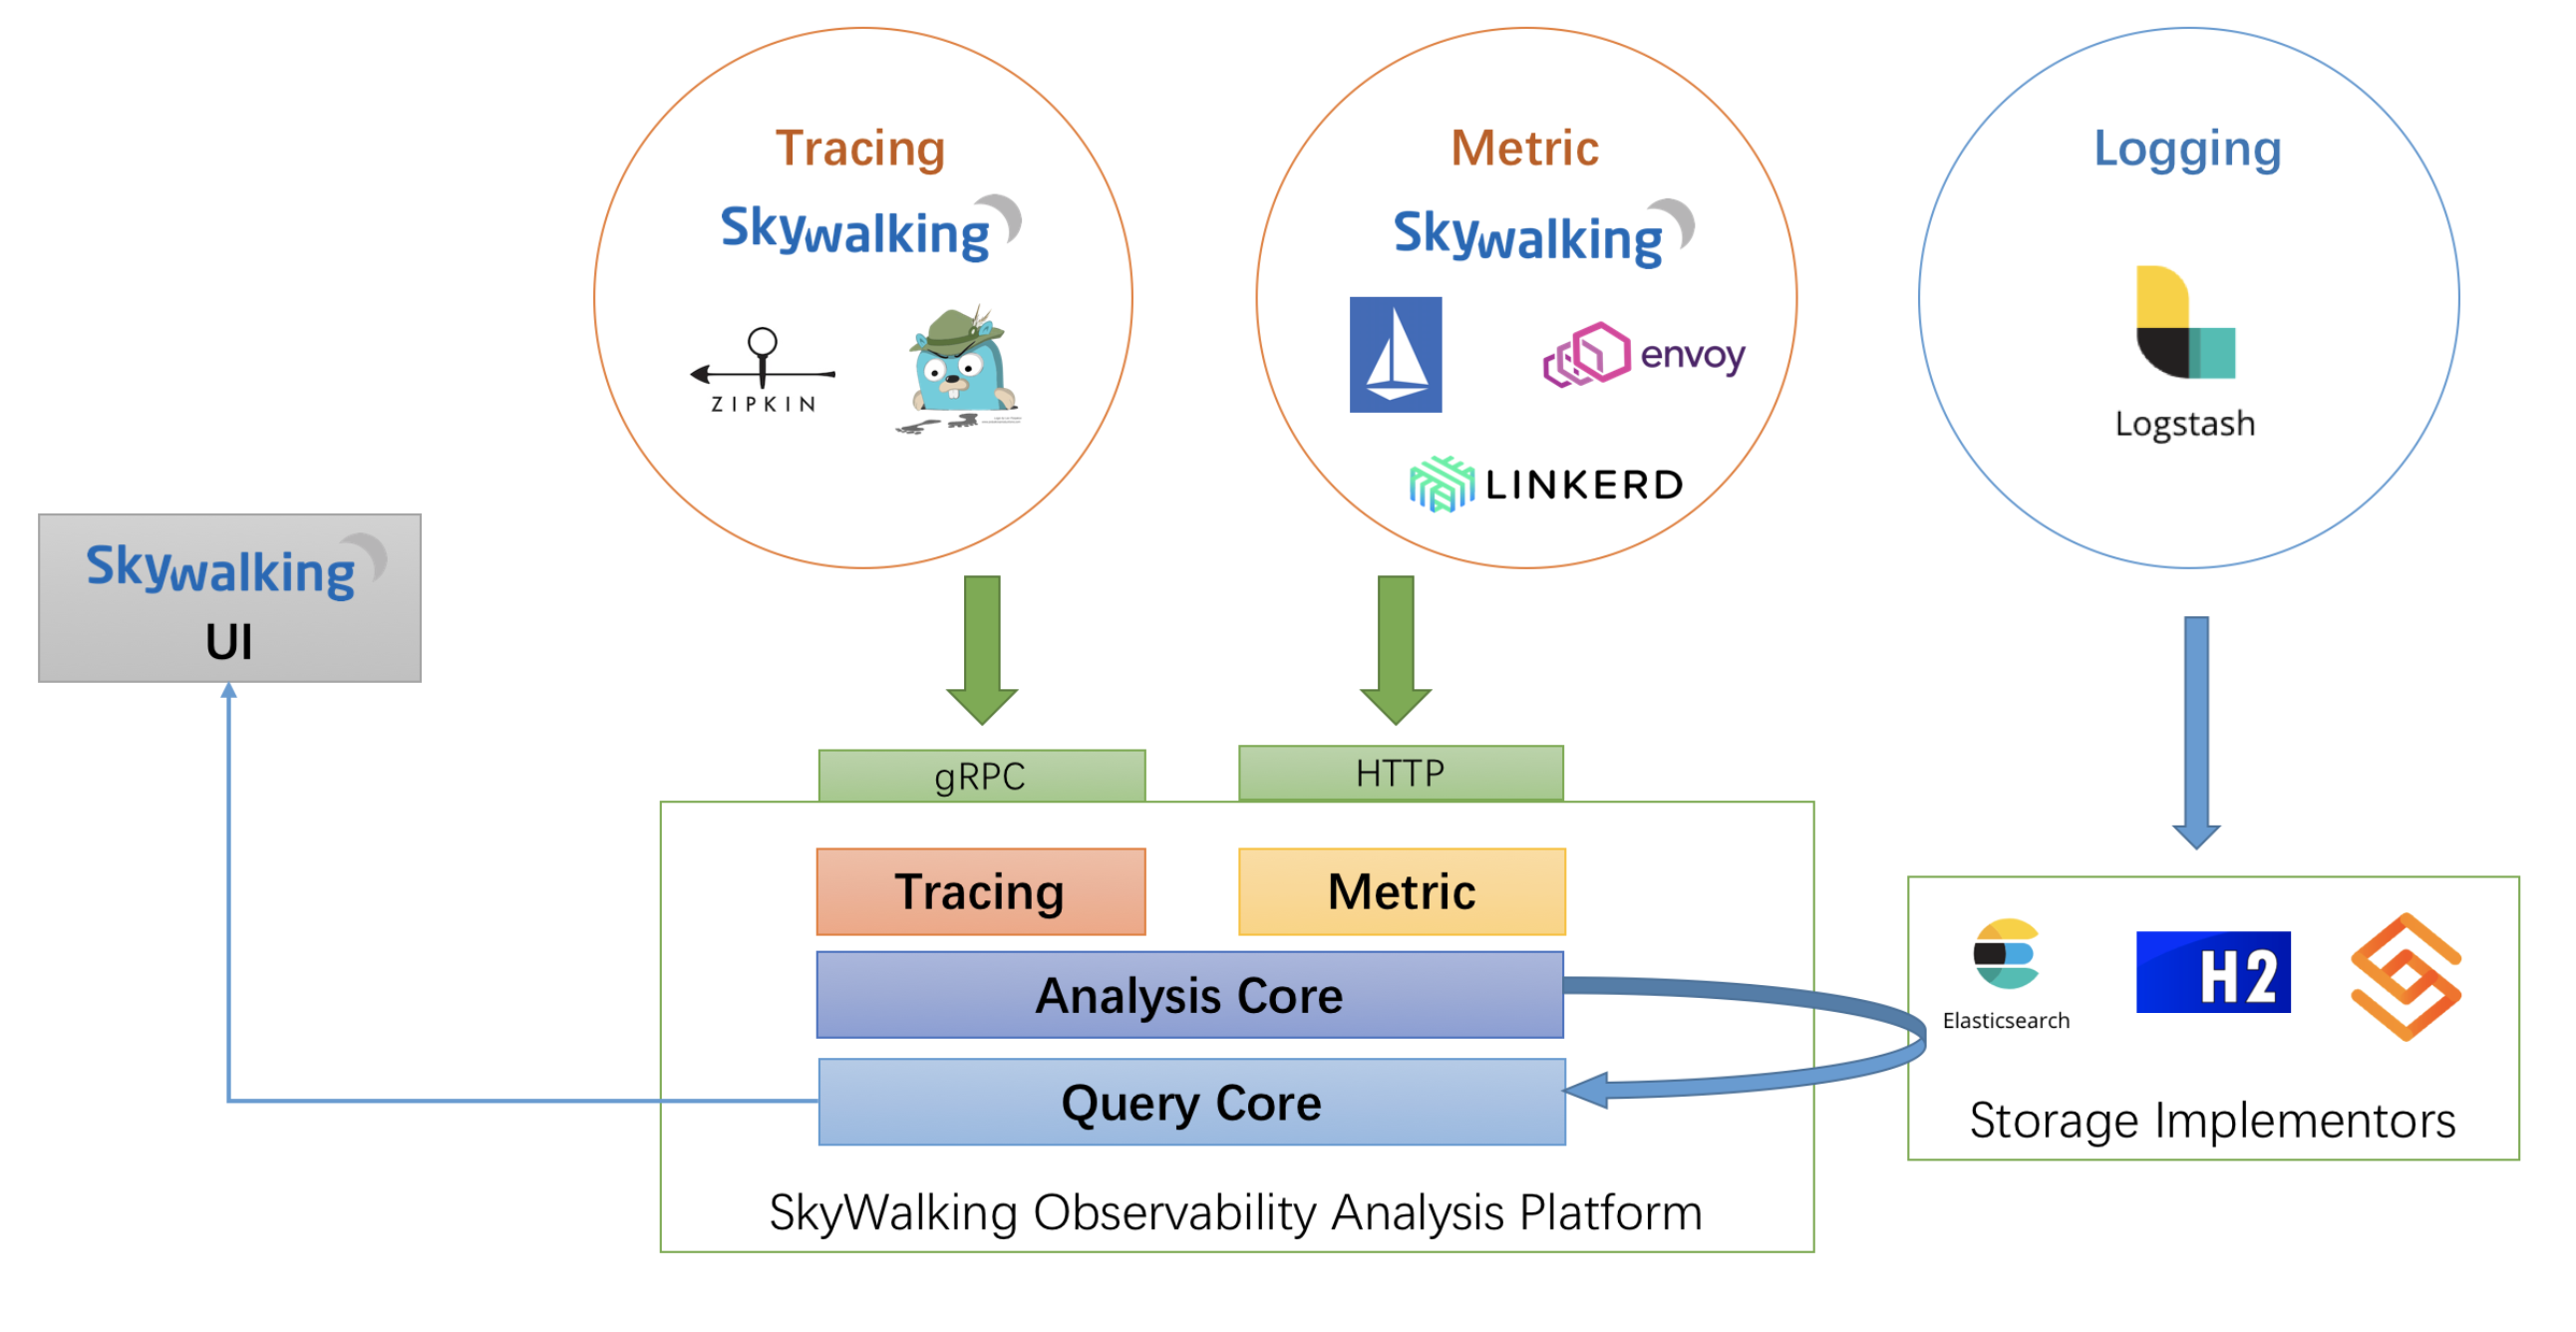 Tracing
Skywalking
ZIPKIN
Metric
Skywalking
envoy
LINKERD
Logging
Logstash
Skywalking
UI
gRPC
HTTP
Tracing
Metric
Analysis Core
Query Core
SkyWalking Observability Analysis Platform
Elasticsearch
H2
Storage Implementors